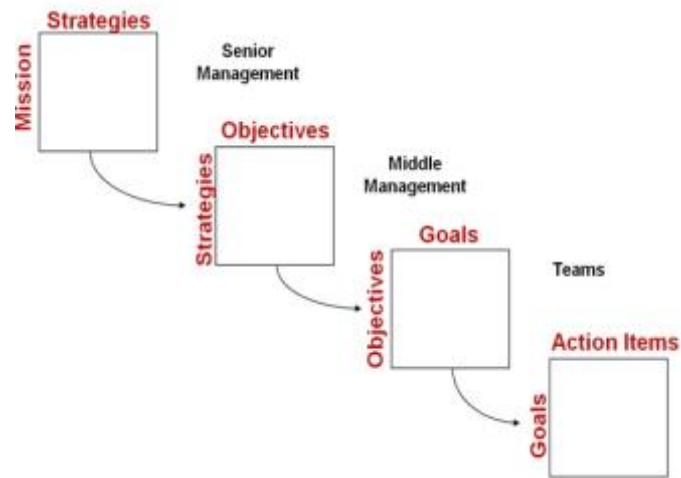 Strategies
Mission
Senior
Management
Objectives
Strategies
Middle
Management
Goals
Objectives
Teams
Action Items
Goals